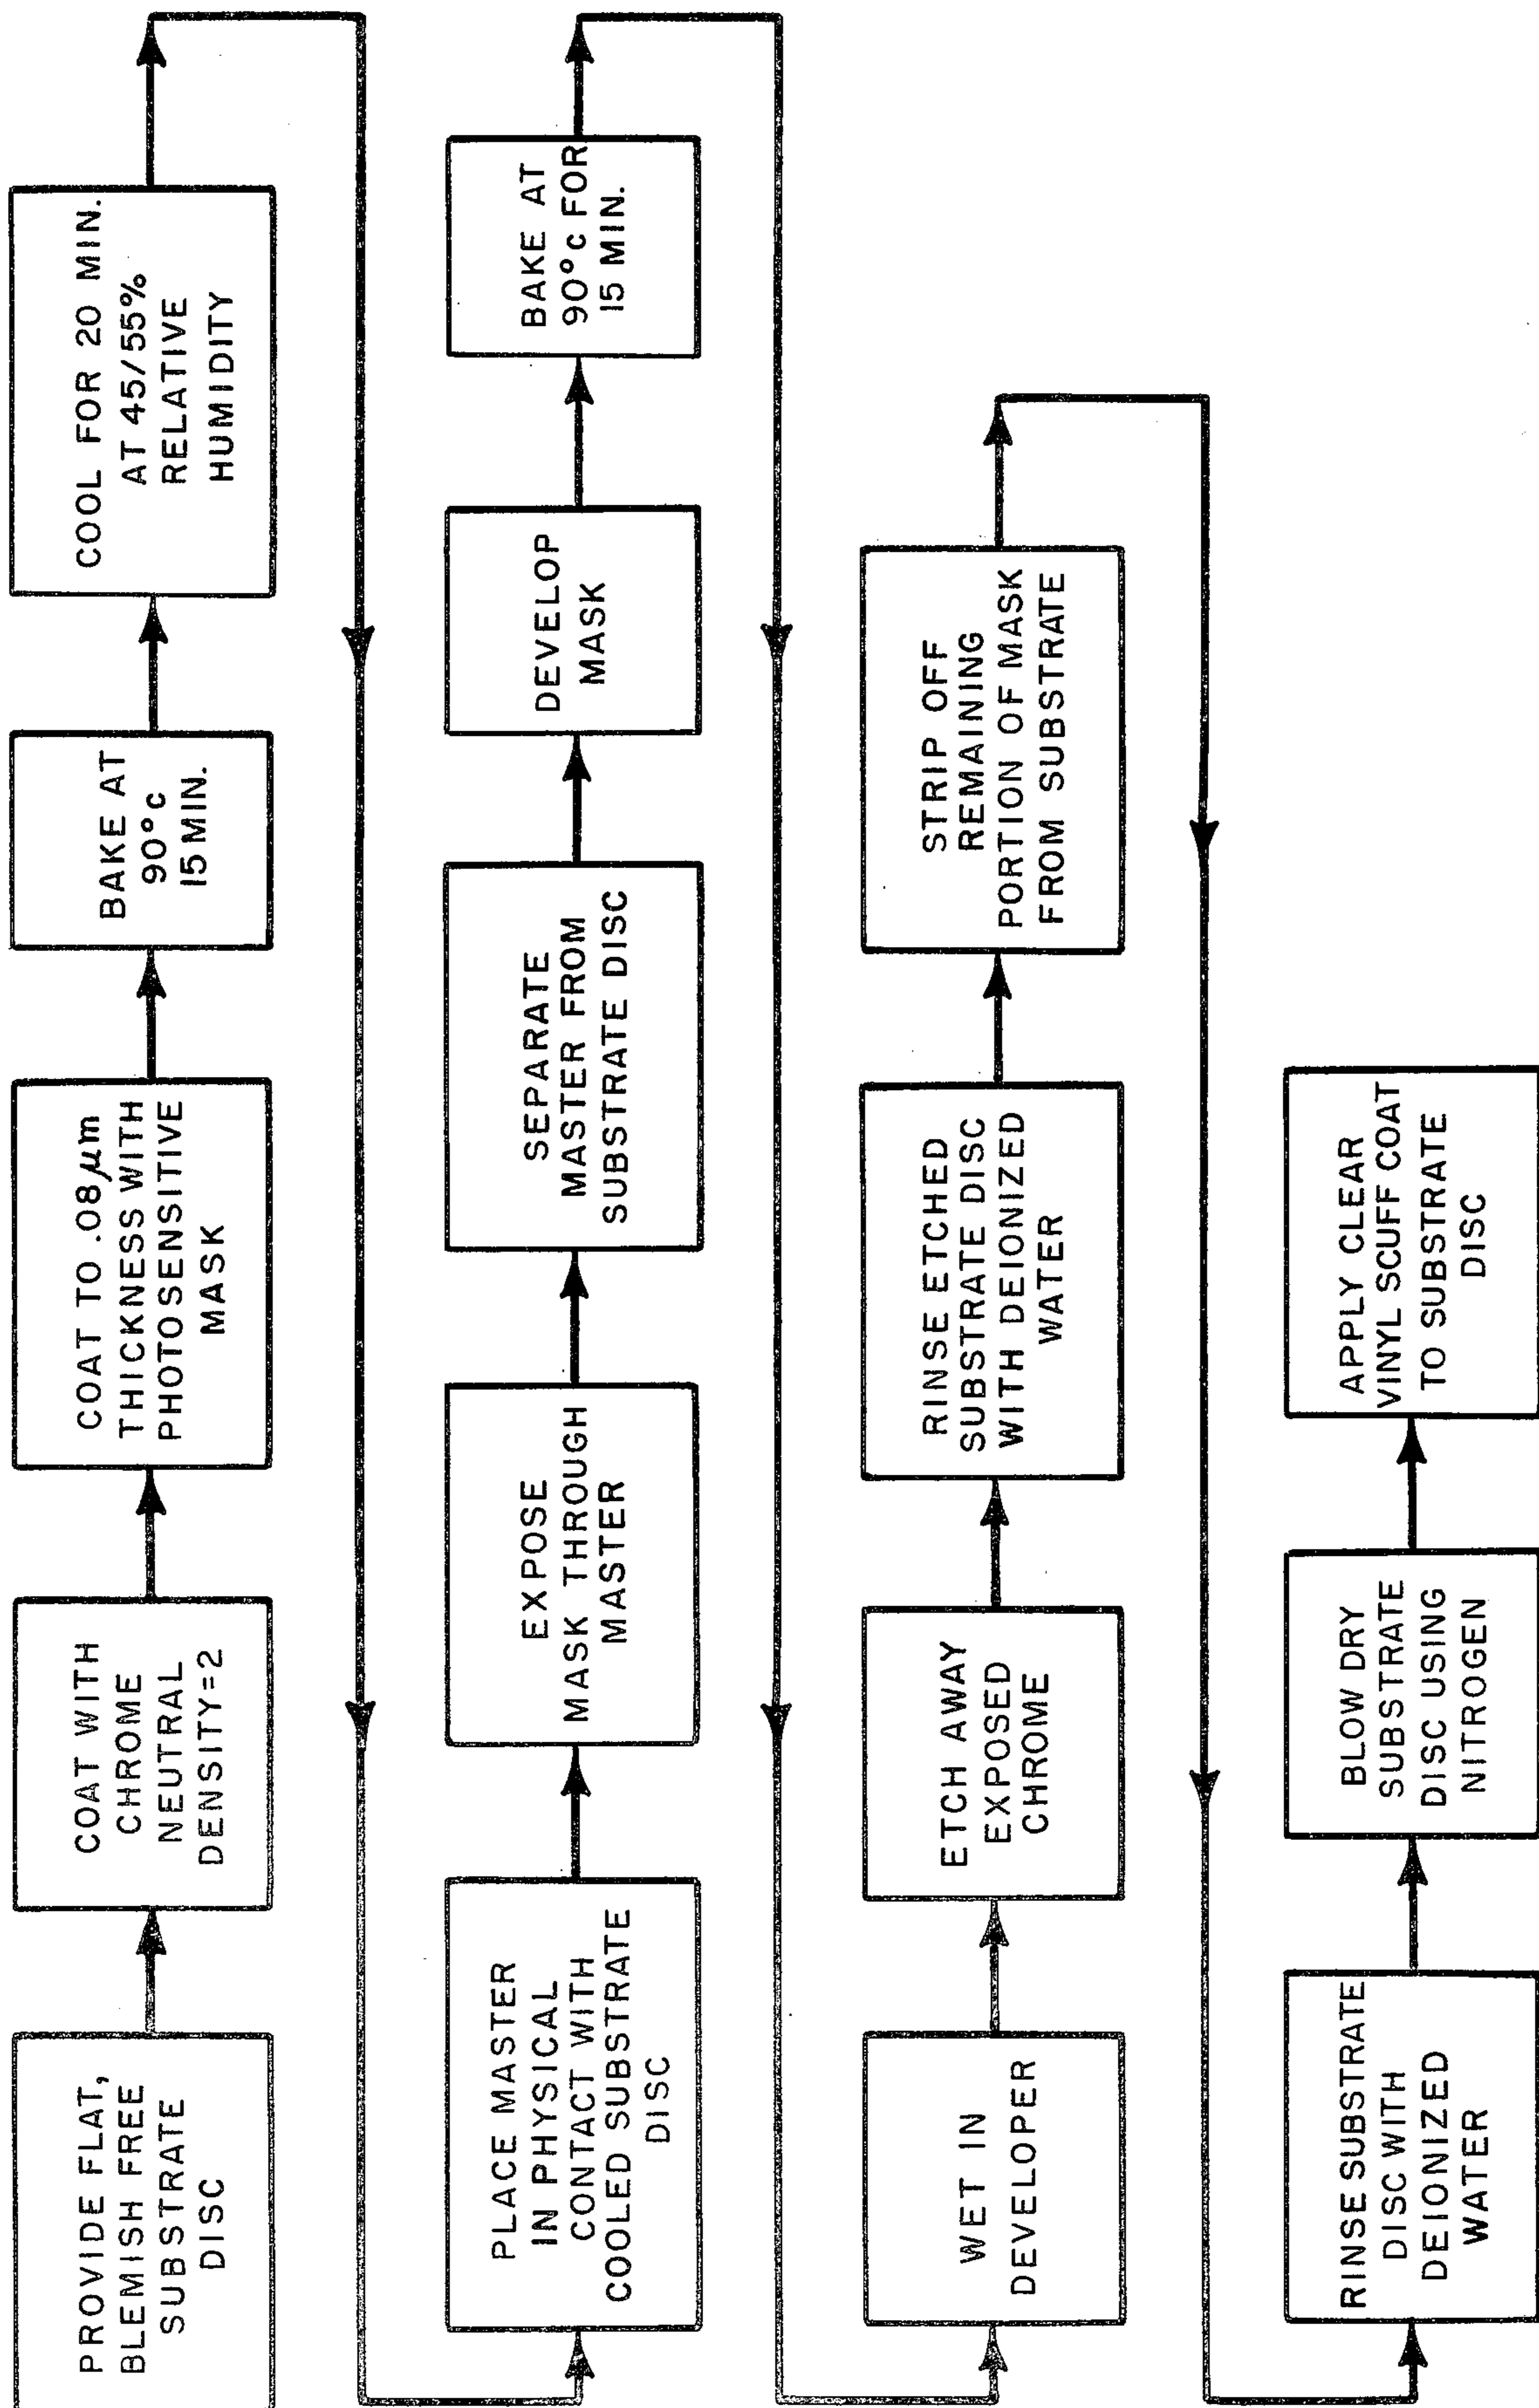 PROVIDE FLAT,
BLEMISH FREE
SUBSTRATE
DISC
COAT WITH
CHROME
NEUTRAL
DENSITY=2
COAT TO .08μm
THICKNESS WITH
PHOTOSENSITIVE
MASK
BAKE AT
90°c
15 MIN.
COOL FOR 20 MIN.
AT 45/55%
RELATIVE
HUMIDITY
PLACE MASTER
IN PHYSICAL
CONTACT WITH
COOLED SUBSTRATE
DISC
EXPOSE
MASK THROUGH
MASTER
SEPARATE
MASTER FROM
SUBSTRATE DISC
DEVELOP
MASK
BAKE AT
90°c FOR
15 MIN.
WET IN
DEVELOPER
ETCH AWAY
EXPOSED
CHROME
RINSE ETCHED
SUBSTRATE DISC
WITH DEIONIZED
WATER
STRIP OFF
REMAINING
PORTION OF MASK
FROM SUBSTRATE
RINSE SUBSTRATE
DISC WITH
DEIONIZED
WATER
BLOW DRY
SUBSTRATE
DISC USING
NITROGEN
APPLY CLEAR
VINYL SCUFF COAT
TO SUBSTRATE
DISC